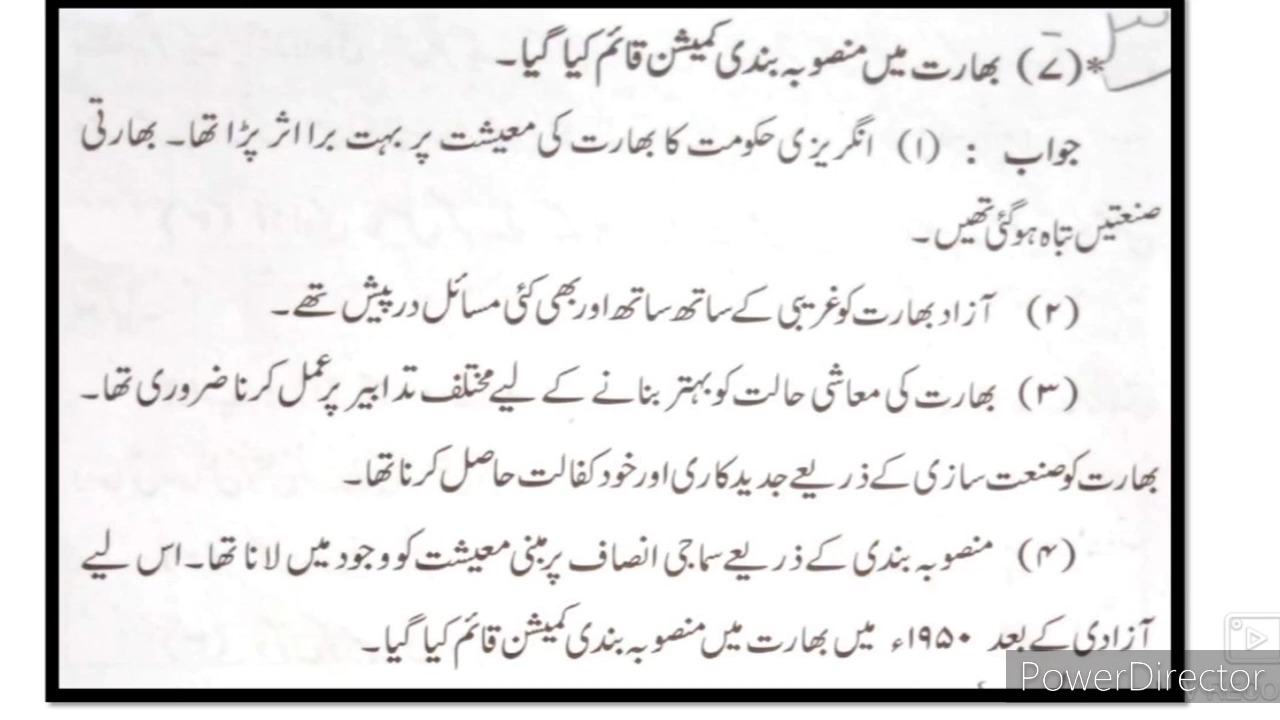 *(۷) بھارت میں منصوبہ بندی کمیشن قائم کیا گیا۔
جواب : (۱) انگریزی حکومت کا بھارت کی معیشت پر بہت برا اثر پڑا تھا۔ بھارتی
صنعتیں تباہ ہوگئی تھیں۔
(۲) آزاد بھارت کو غریبی کے ساتھ ساتھ اور بھی کئی مسائل درپیش تھے۔
(۳) بھارت کی معاشی حالت کو بہتر بنانے کے لیے مختلف تدابیر پر عمل کرنا ضروری تھا۔
بھارت کو صنعت سازی کے ذریعے جدید کاری اور خود کفالت حاصل کرنا تھا۔
(۴) منصوبہ بندی کے ذریعے سماجی انصاف پر مبنی معیشت کو وجود میں لانا تھا۔ اس لیے
آزادی کے بعد ۱۹۵۰ء میں بھارت میں منصوبہ بندی کمیشن قائم کیا گیا۔
PowerDirector